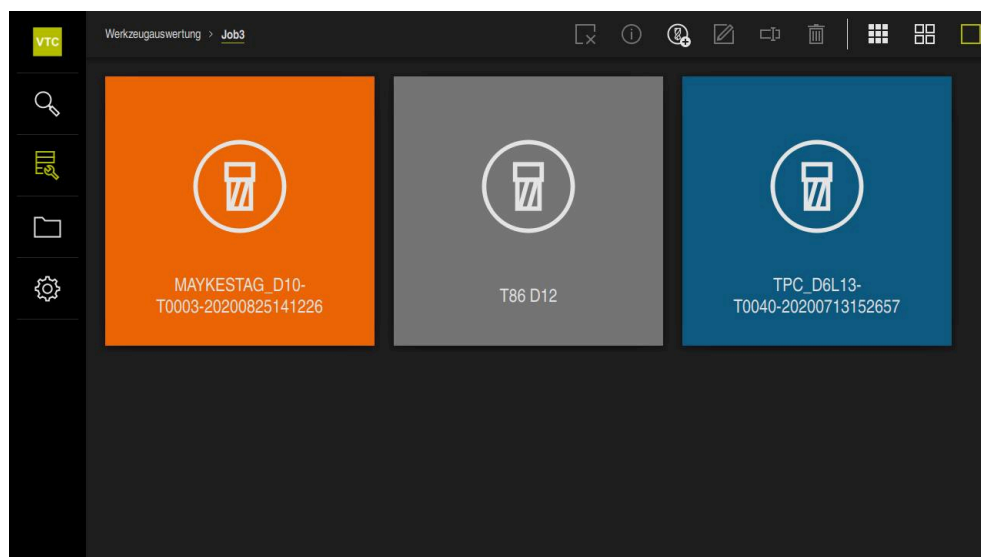 VTC
Werkzeugauswertung > Job3
MAYKESTAG_D10-
T0003-20200825141226
T86 D12
TPC_D6L13-
T0040-20200713152657